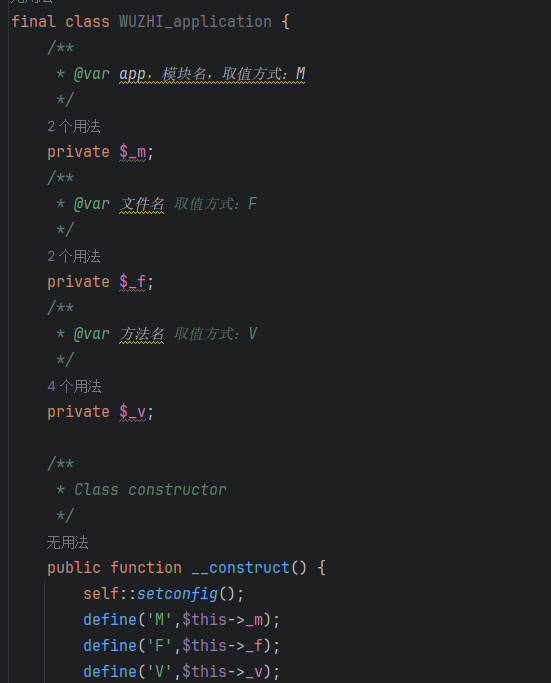 final class WUZHI_application {
/**
* @var app，模块名，取值方式：M
*/
2 个用法
private $_m;
/**
* @var 文件名 取值方式：F
*/
2 个用法
private $_f;
/**
* @var 方法名 取值方式：V
*/
4 个用法
private $_v;
/**
* Class constructor
*/
无用法
public function __construct() {
self::setconfig();
define('M',$this->_m);
define('F',$this->_f);
define('V',$this->_v);